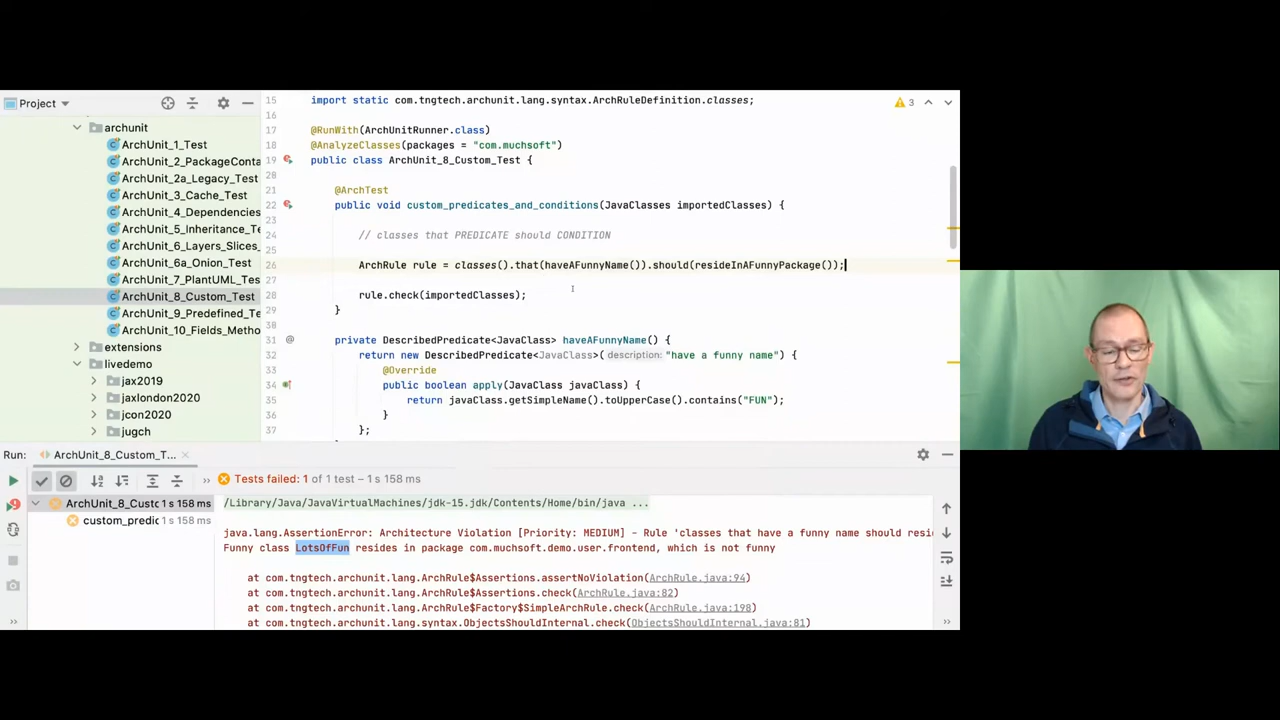 Project
archunit
ArchUnit_1_Test
ArchUnit_2_PackageConta
ArchUnit_2a_Legacy_Test
ArchUnit_3_Cache_Test
ArchUnit_4_Dependencies
ArchUnit_5_Inheritance_Te
ArchUnit_6_Layers_Slices_
ArchUnit_6a_Onion_Test
ArchUnit_7_PlantUML_Test
ArchUnit_8_Custom_Test
ArchUnit_9_Predefined_Te
ArchUnit_10_Fields_Metho
extensions
livedemo
jax2019
jaxlondon2020
jcon2020
jugch
15 import static com.tngtech.archunit.lang.syntax.ArchRuleDefinition.classes;
3
16
17 @RunWith(ArchUnitRunner.class)
18 @AnalyzeClasses(packages = "com.muchsoft")
19 public class ArchUnit_8_Custom_Test {
20
21 @ArchTest
22 public void custom_predicates_and_conditions(JavaClasses importedClasses) {
23
24 // classes that PREDICATE should CONDITION
25
26 ArchRule rule = classes().that(haveAFunnyName()).should(resideInAFunnyPackage());
27
28 rule.check(importedClasses);
29 }
30
31 private DescribedPredicate<JavaClass> haveAFunnyName() {
32 return new DescribedPredicate<JavaClass>( description: "have a funny name") {
33 @Override
34 public boolean apply(JavaClass javaClass) {
35 return javaClass.getSimpleName().toUpperCase().contains("FUN");
36 }
37 };
Run: ArchUnit_8_Custom_T...
Tests failed: 1 of 1 test – 1 s 158 ms
ArchUnit_8_Custc 1 s 158 ms
custom_predic 1 s 158 ms
/Library/Java/JavaVirtualMachines/jdk-15.jdk/Contents/Home/bin/java ...
java.lang.AssertionError: Architecture Violation [Priority: MEDIUM] - Rule 'classes that have a funny name should resi
Funny class LotsOfFun resides in package com.muchsoft.demo.user.frontend, which is not funny
at com.tngtech.archunit.lang.ArchRule$Assertions.assertNoViolation(ArchRule.java:94)
at com.tngtech.archunit.lang.ArchRule$Assertions.check(ArchRule.java:82)
at com.tngtech.archunit.lang.ArchRule$Factory$SimpleArchRule.check(ArchRule.java:198)
at com.tngtech.archunit.lang.syntax.ObjectsShouldInternal.check(ObjectsShouldInternal.java:81)